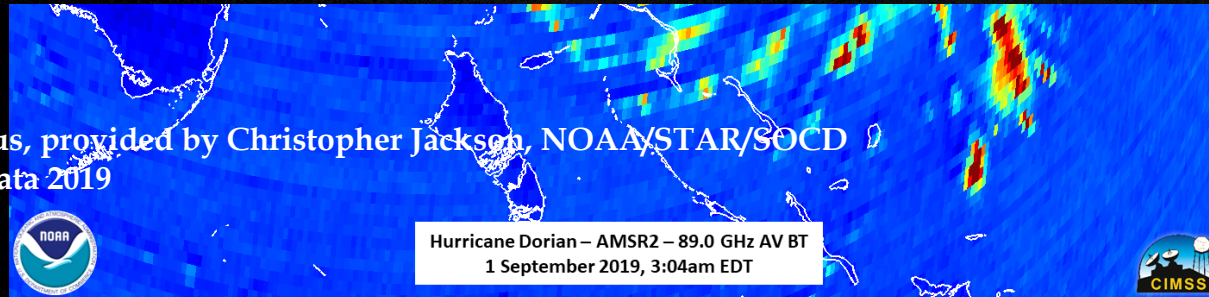 us, provided by Christopher Jackson, NOAA/STAR/SOCD
ata 2019
NOAA
Hurricane Dorian – AMSR2 – 89.0 GHz AV BT
1 September 2019, 3:04am EDT
CIMSS